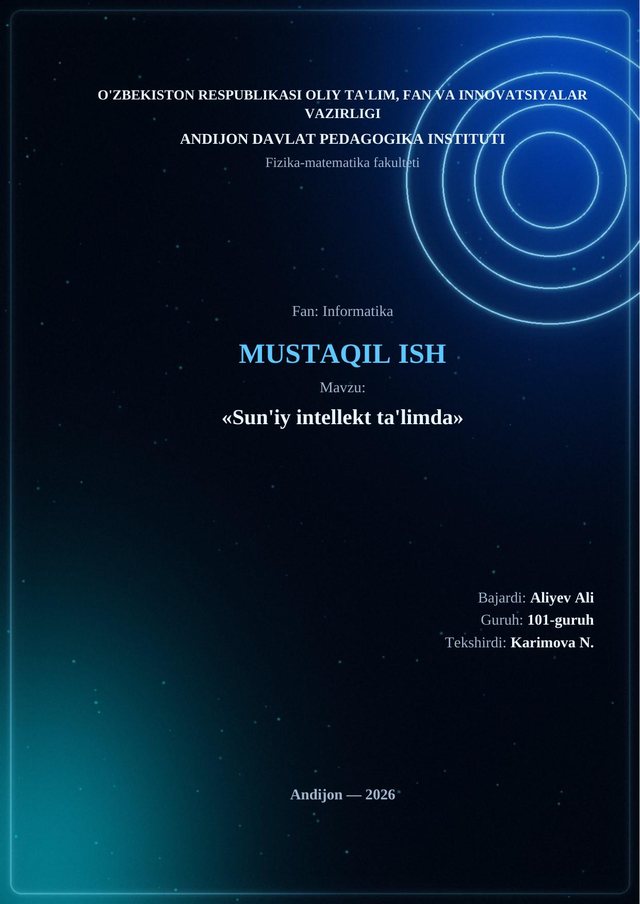 O'ZBEKISTON RESPUBLIKASI OLIY TA'LIM, FAN VA INNOVATSIYALAR
VAZIRLIGI
ANDIJON DAVLAT PEDAGOGIKA INSTITUTI
Fizika-matematika fakulteti
Fan: Informatika
MUSTAQIL ISH
Mavzu:
«Sun'iy intellekt ta'limda»
Bajardi: Aliyev Ali
Guruh: 101-guruh
Tekshirdi: Karimova N.
Andijon — 2026